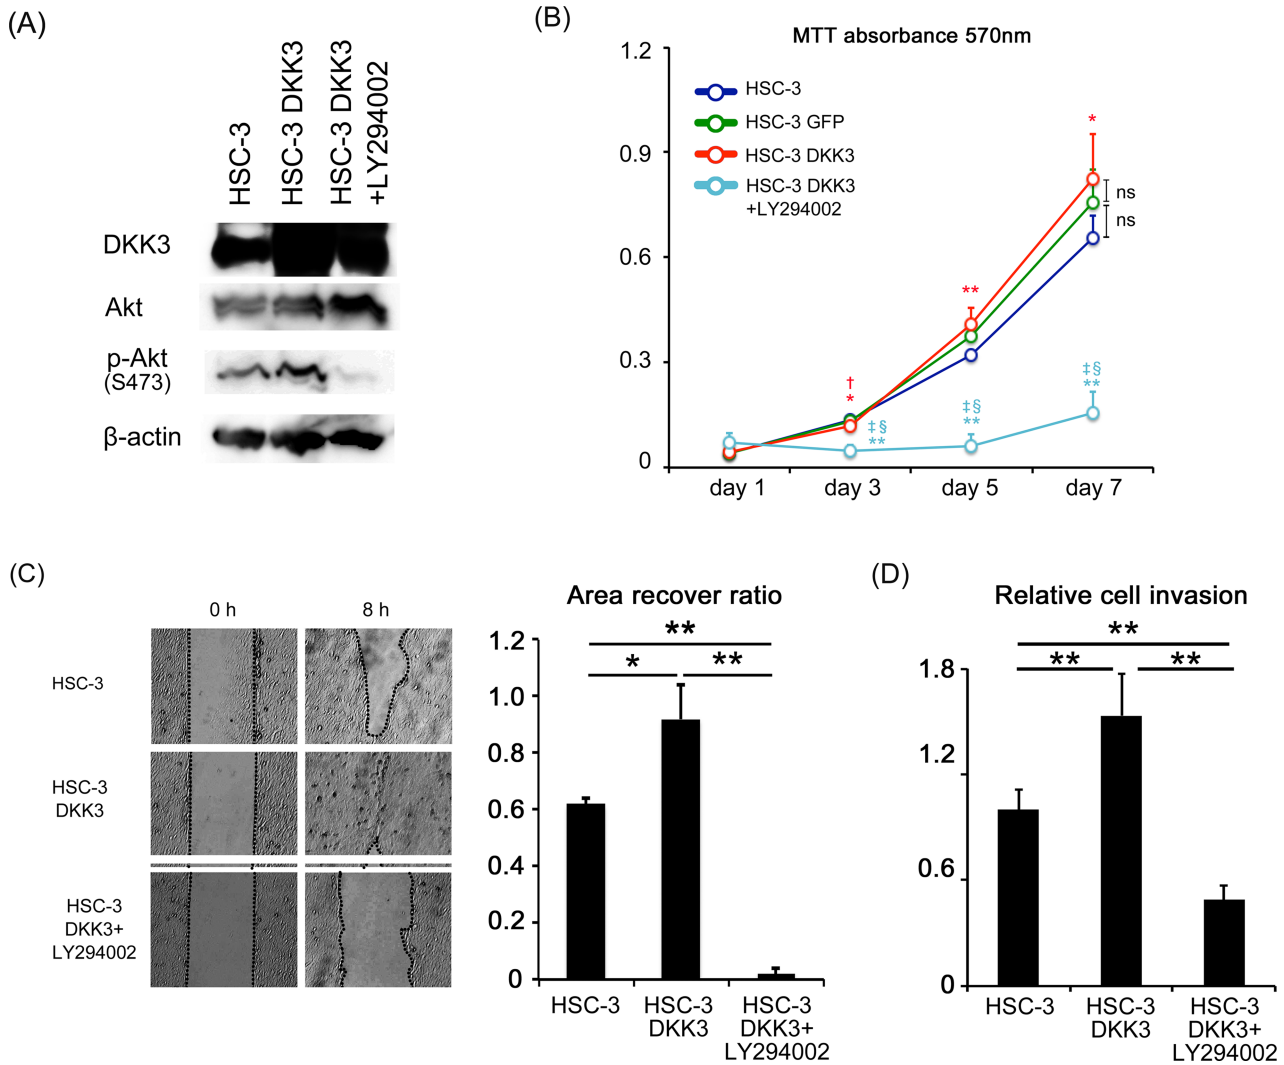 (A)
HSC-3
HSC-3 DKK3
HSC-3 DKK3
+LY294002
DKK3
Akt
p-Akt
(S473)
β-actin
(B)
MTT absorbance 570nm
1.2
0.9
0.6
0.3
0
HSC-3
HSC-3 GFP
HSC-3 DKK3
HSC-3 DKK3
+LY294002
†
*
‡§
**
**
‡§
**
*
ns
ns
‡§
**
day 1
day 3
day 5
day 7
(C)
0 h
8 h
HSC-3
HSC-3
DKK3
HSC-3
DKK3+
LY294002
Area recover ratio
**
*
**
1.2
1.0
0.8
0.6
0.4
0.2
0
HSC-3
HSC-3
DKK3
HSC-3
DKK3+
LY294002
(D)
Relative cell invasion
**
**
**
1.8
1.2
0.6
0
HSC-3
HSC-3
DKK3
HSC-3
DKK3+
LY294002